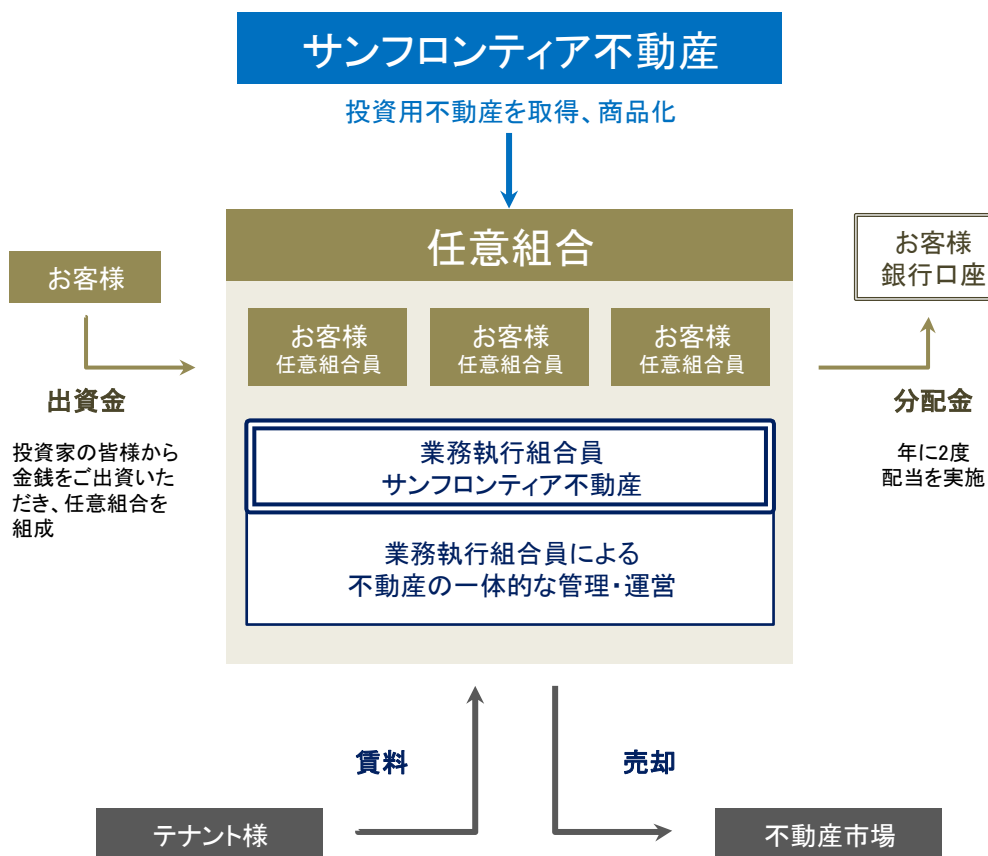 サンフロンティア不動産
投資用不動産を取得、商品化
任意組合
お客様
お客様
銀行口座
お客様
任意組合員
お客様
任意組合員
お客様
任意組合員
出資金
投資家の皆様から
金銭をご出資いた
だき、任意組合を
組成
分配金
年に2度
配当を実施
業務執行組合員
サンフロンティア不動産
業務執行組合員による
不動産の一体的な管理・運営
賃料
売却
テナント様
不動産市場